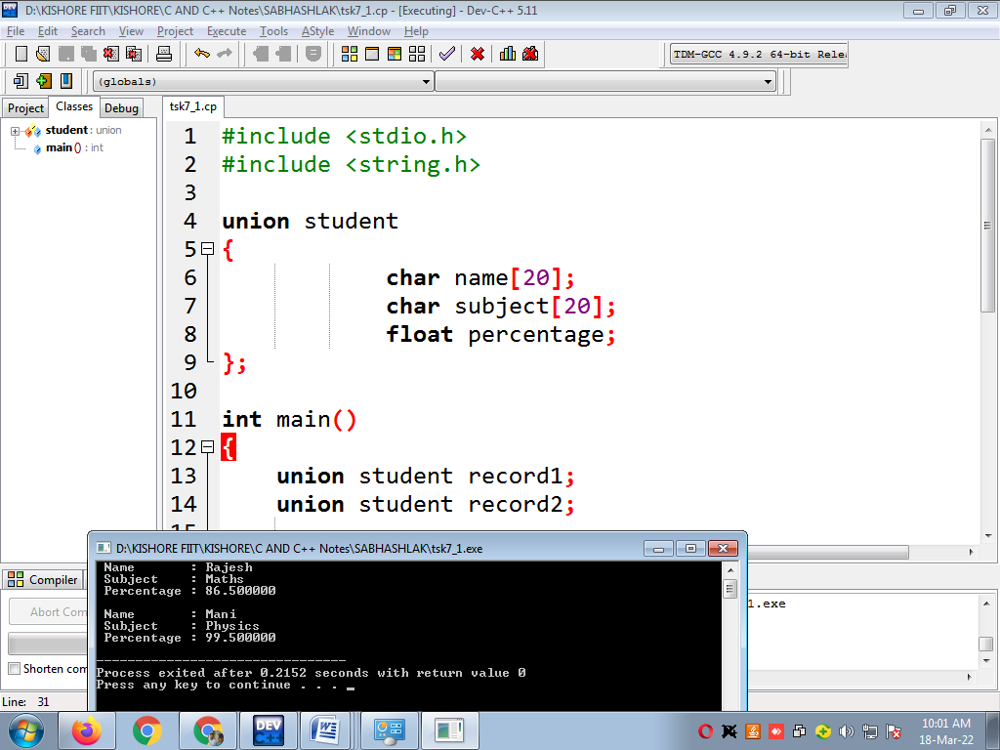 D:\KISHORE FIIT\KISHORE\C AND C++ Notes\SABHASHLAK\tsk7_1.cp - [Executing] - Dev-C++ 5.11
File Edit Search View Project Execute Tools AStyle Window Help
TDM-GCC 4.9.2 64-bit Rele
(globals)
Project Classes Debug
tsk7_1.cp
student : union
main () : int
1 #include <stdio.h>
2 #include <string.h>
3
4 union student
5 {
6 char name[20];
7 char subject[20];
8 float percentage;
9 };
10
11 int main()
12 {
13 union student record1;
14 union student record2;
15
D:\KISHORE FIIT\KISHORE\C AND C++ Notes\SABHASHLAK\tsk7_1.exe
Name : Rajesh
Subject : Maths
Percentage : 86.500000
Name : Mani
Subject : Physics
Percentage : 99.500000
--------------------------------
Process exited after 0.2152 seconds with return value 0
Press any key to continue . . . _
Compiler
Abort Com
Shorten com
1.exe
Line: 31
DEV C++
10:01 AM
18-Mar-22